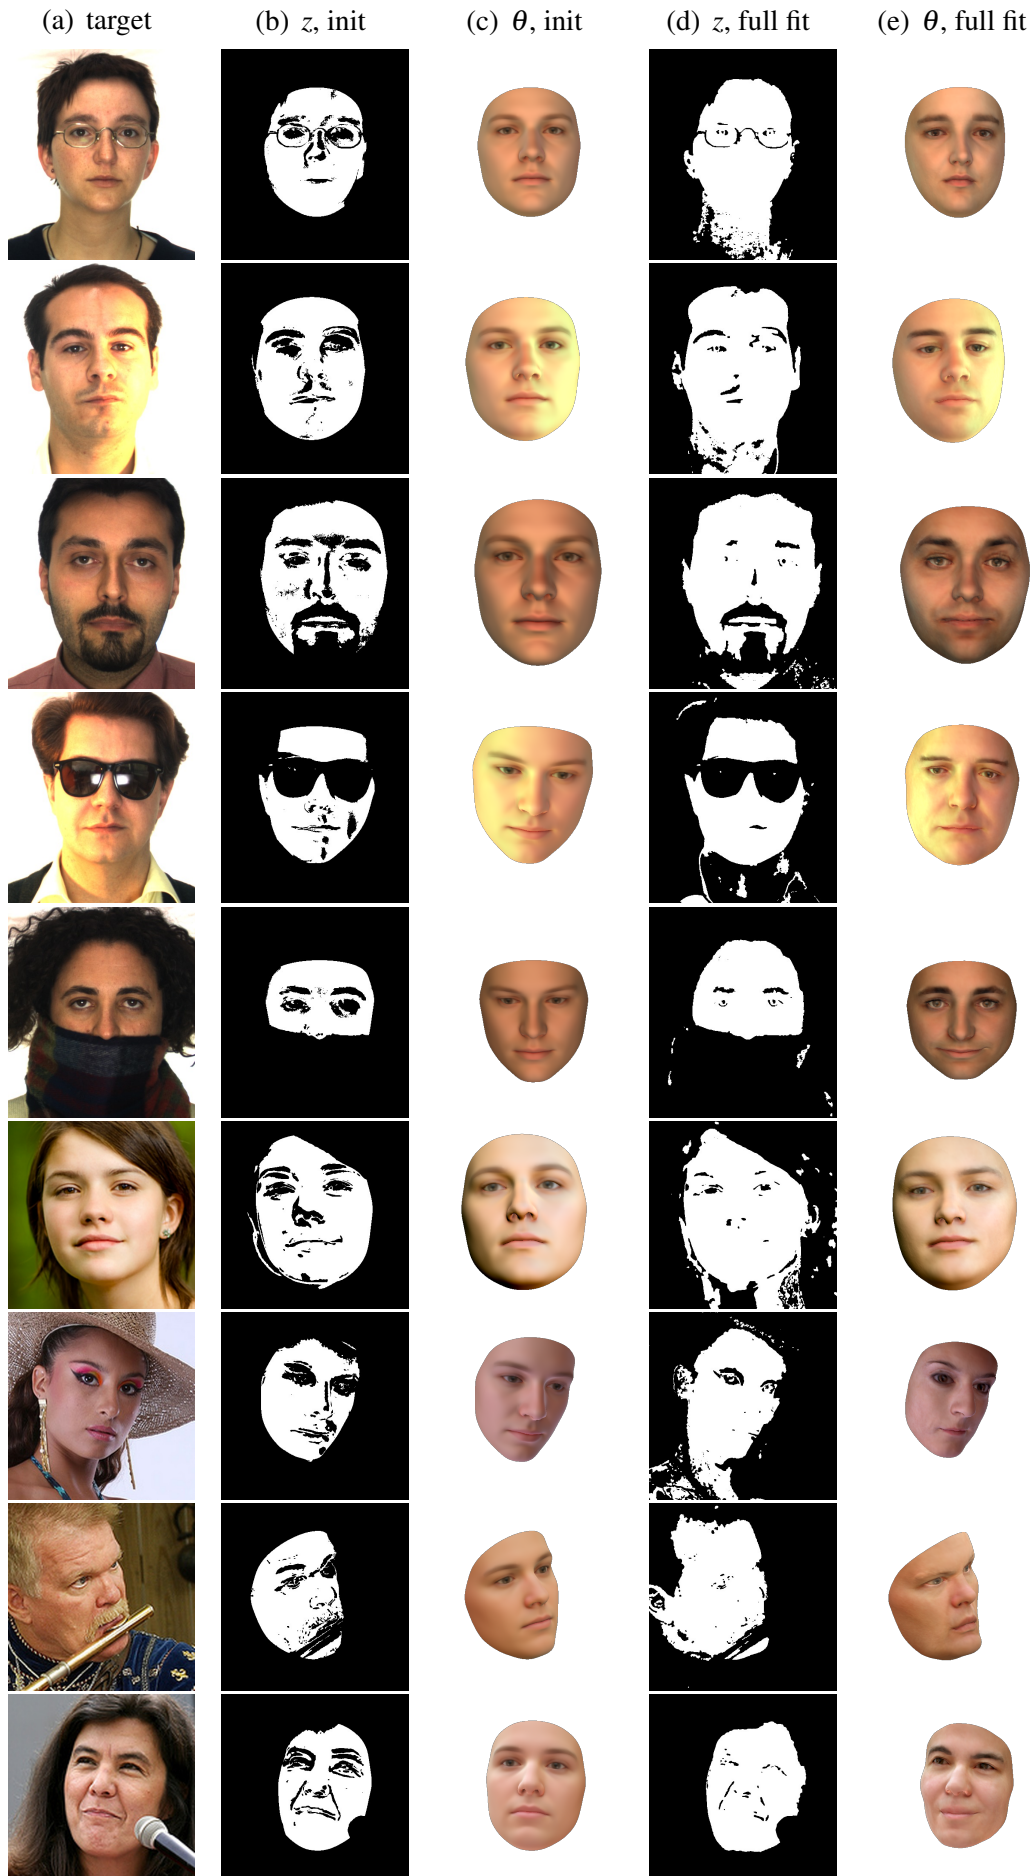 (a) target (b) z, init (c) θ, init (d) z, full fit (e) θ, full fit